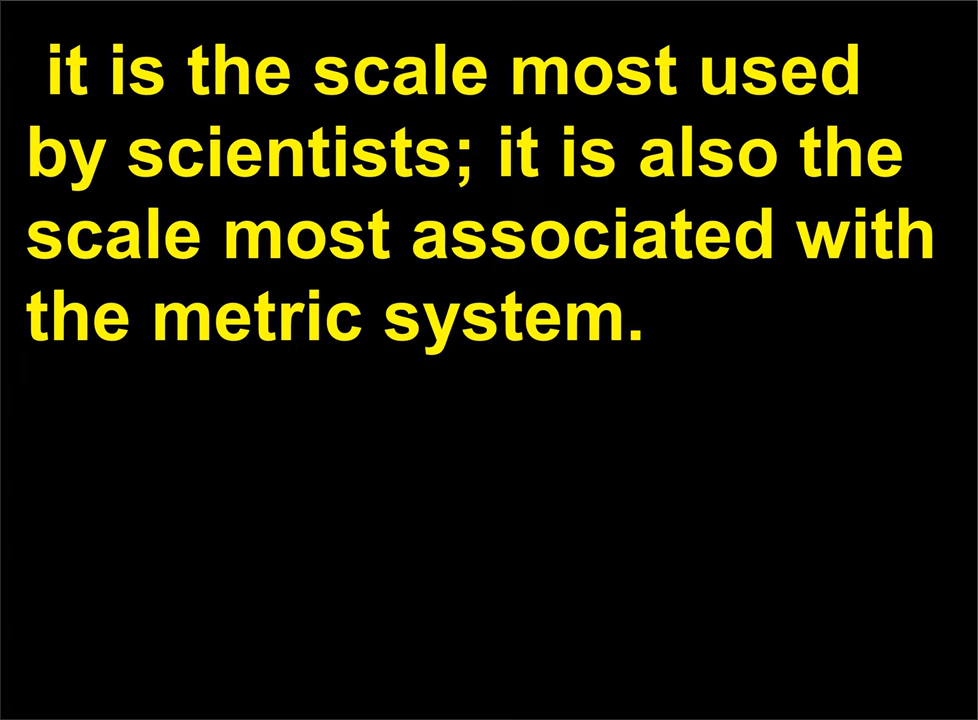 it is the scale most used
by scientists; it is also the
scale most associated with
the metric system.